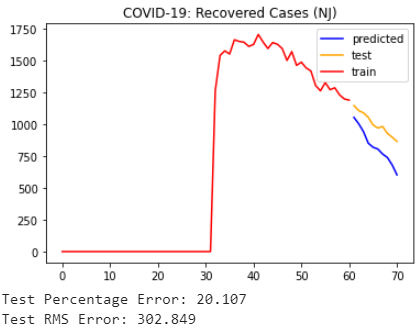 COVID-19: Recovered Cases (NJ)
predicted
test
train
1750
1500
1250
1000
750
500
250
0
0 10 20 30 40 50 60 70
Test Percentage Error: 20.107
Test RMS Error: 302.849